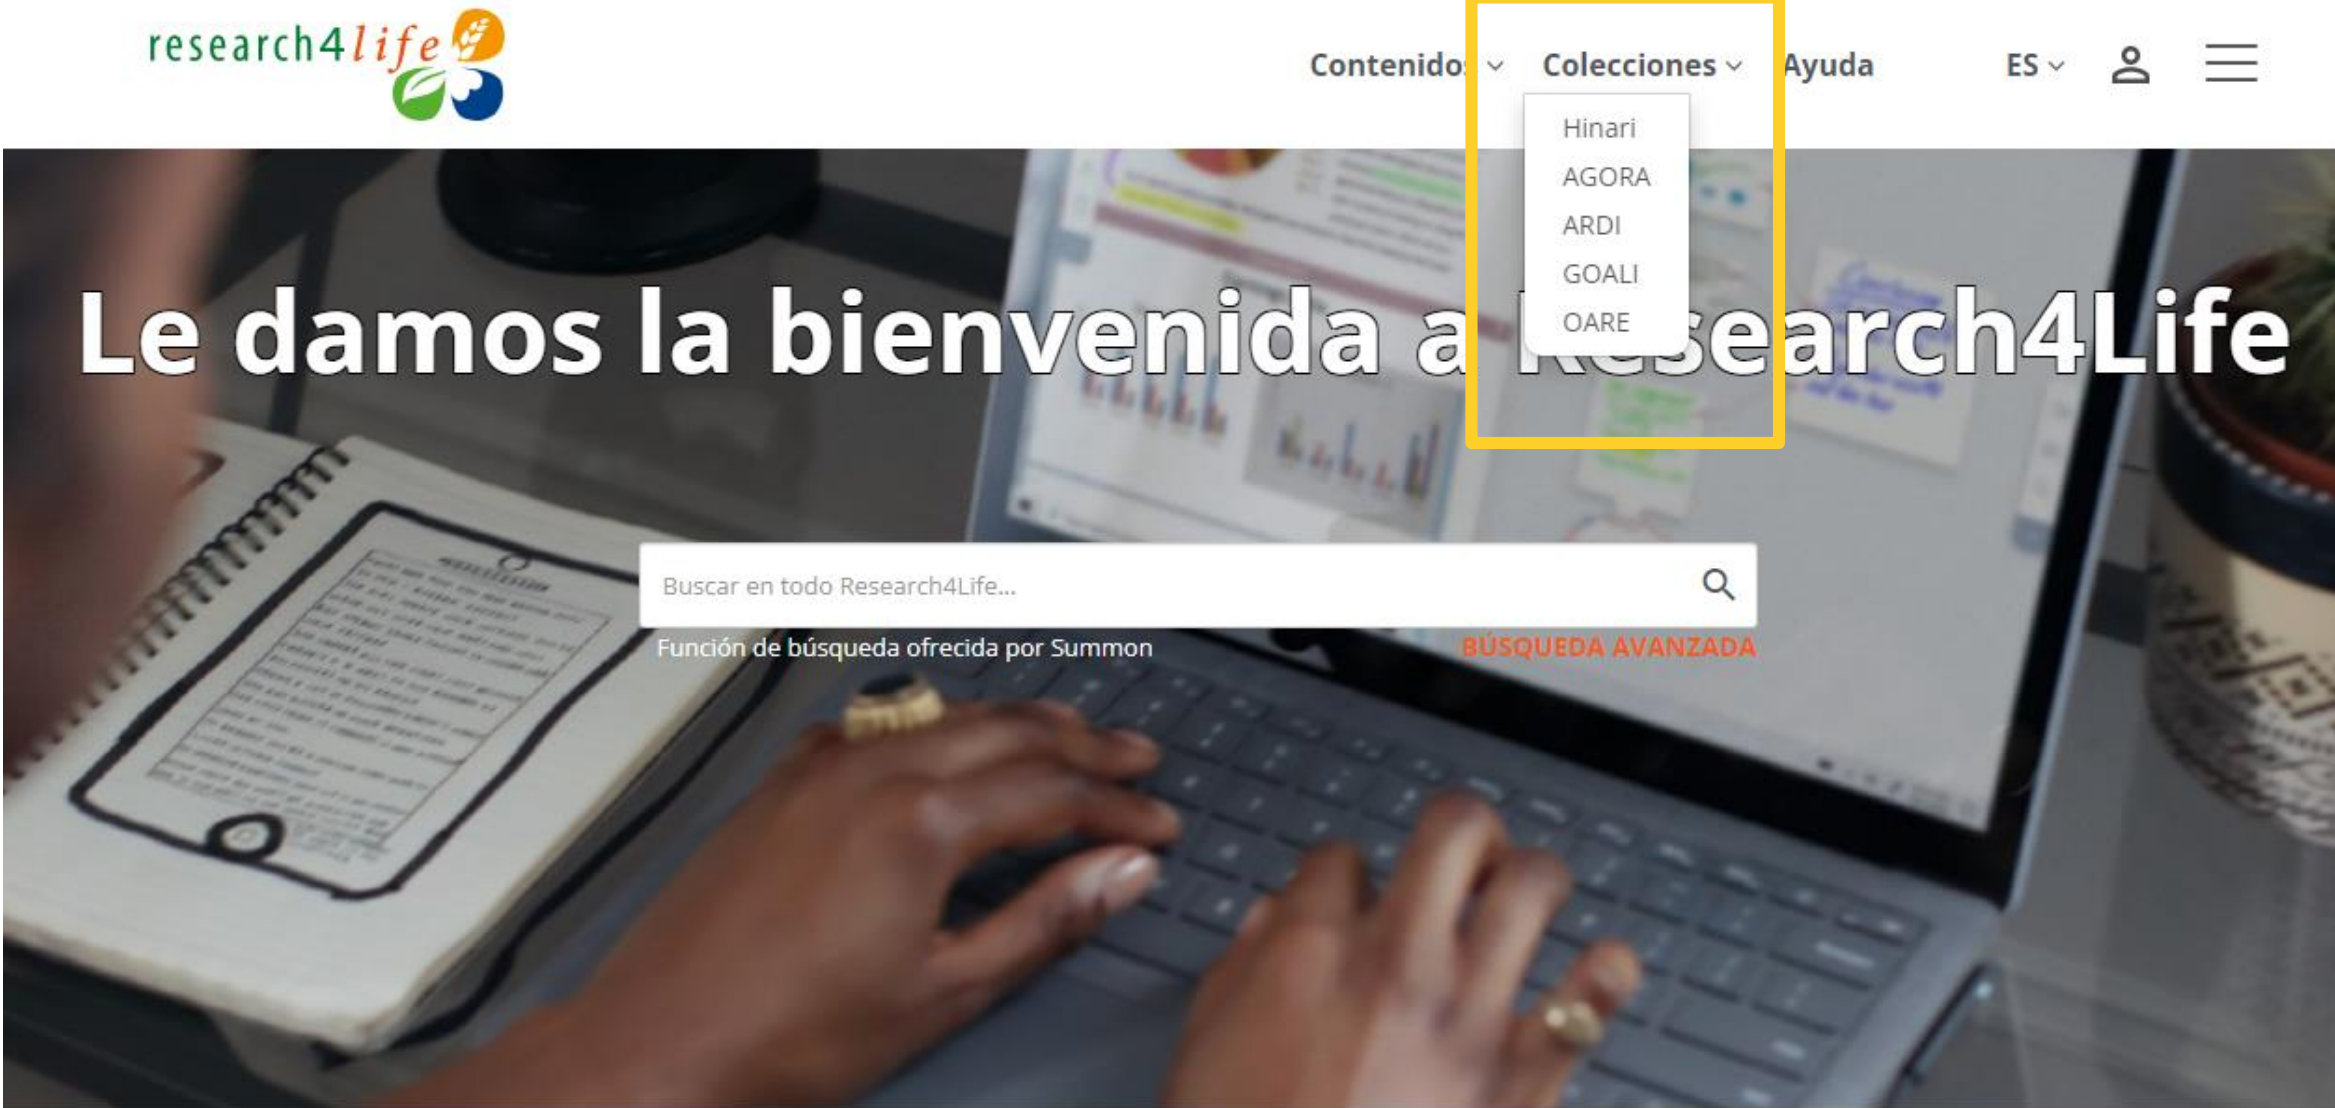 research4life
Contenidos Colecciones Ayuda ES
Hinari
AGORA
ARDI
GOALI
OARE
Le damos la bienvenida a Research4Life
Buscar en todo Research4Life...
Función de búsqueda ofrecida por Summon
BÚSQUEDA AVANZADA